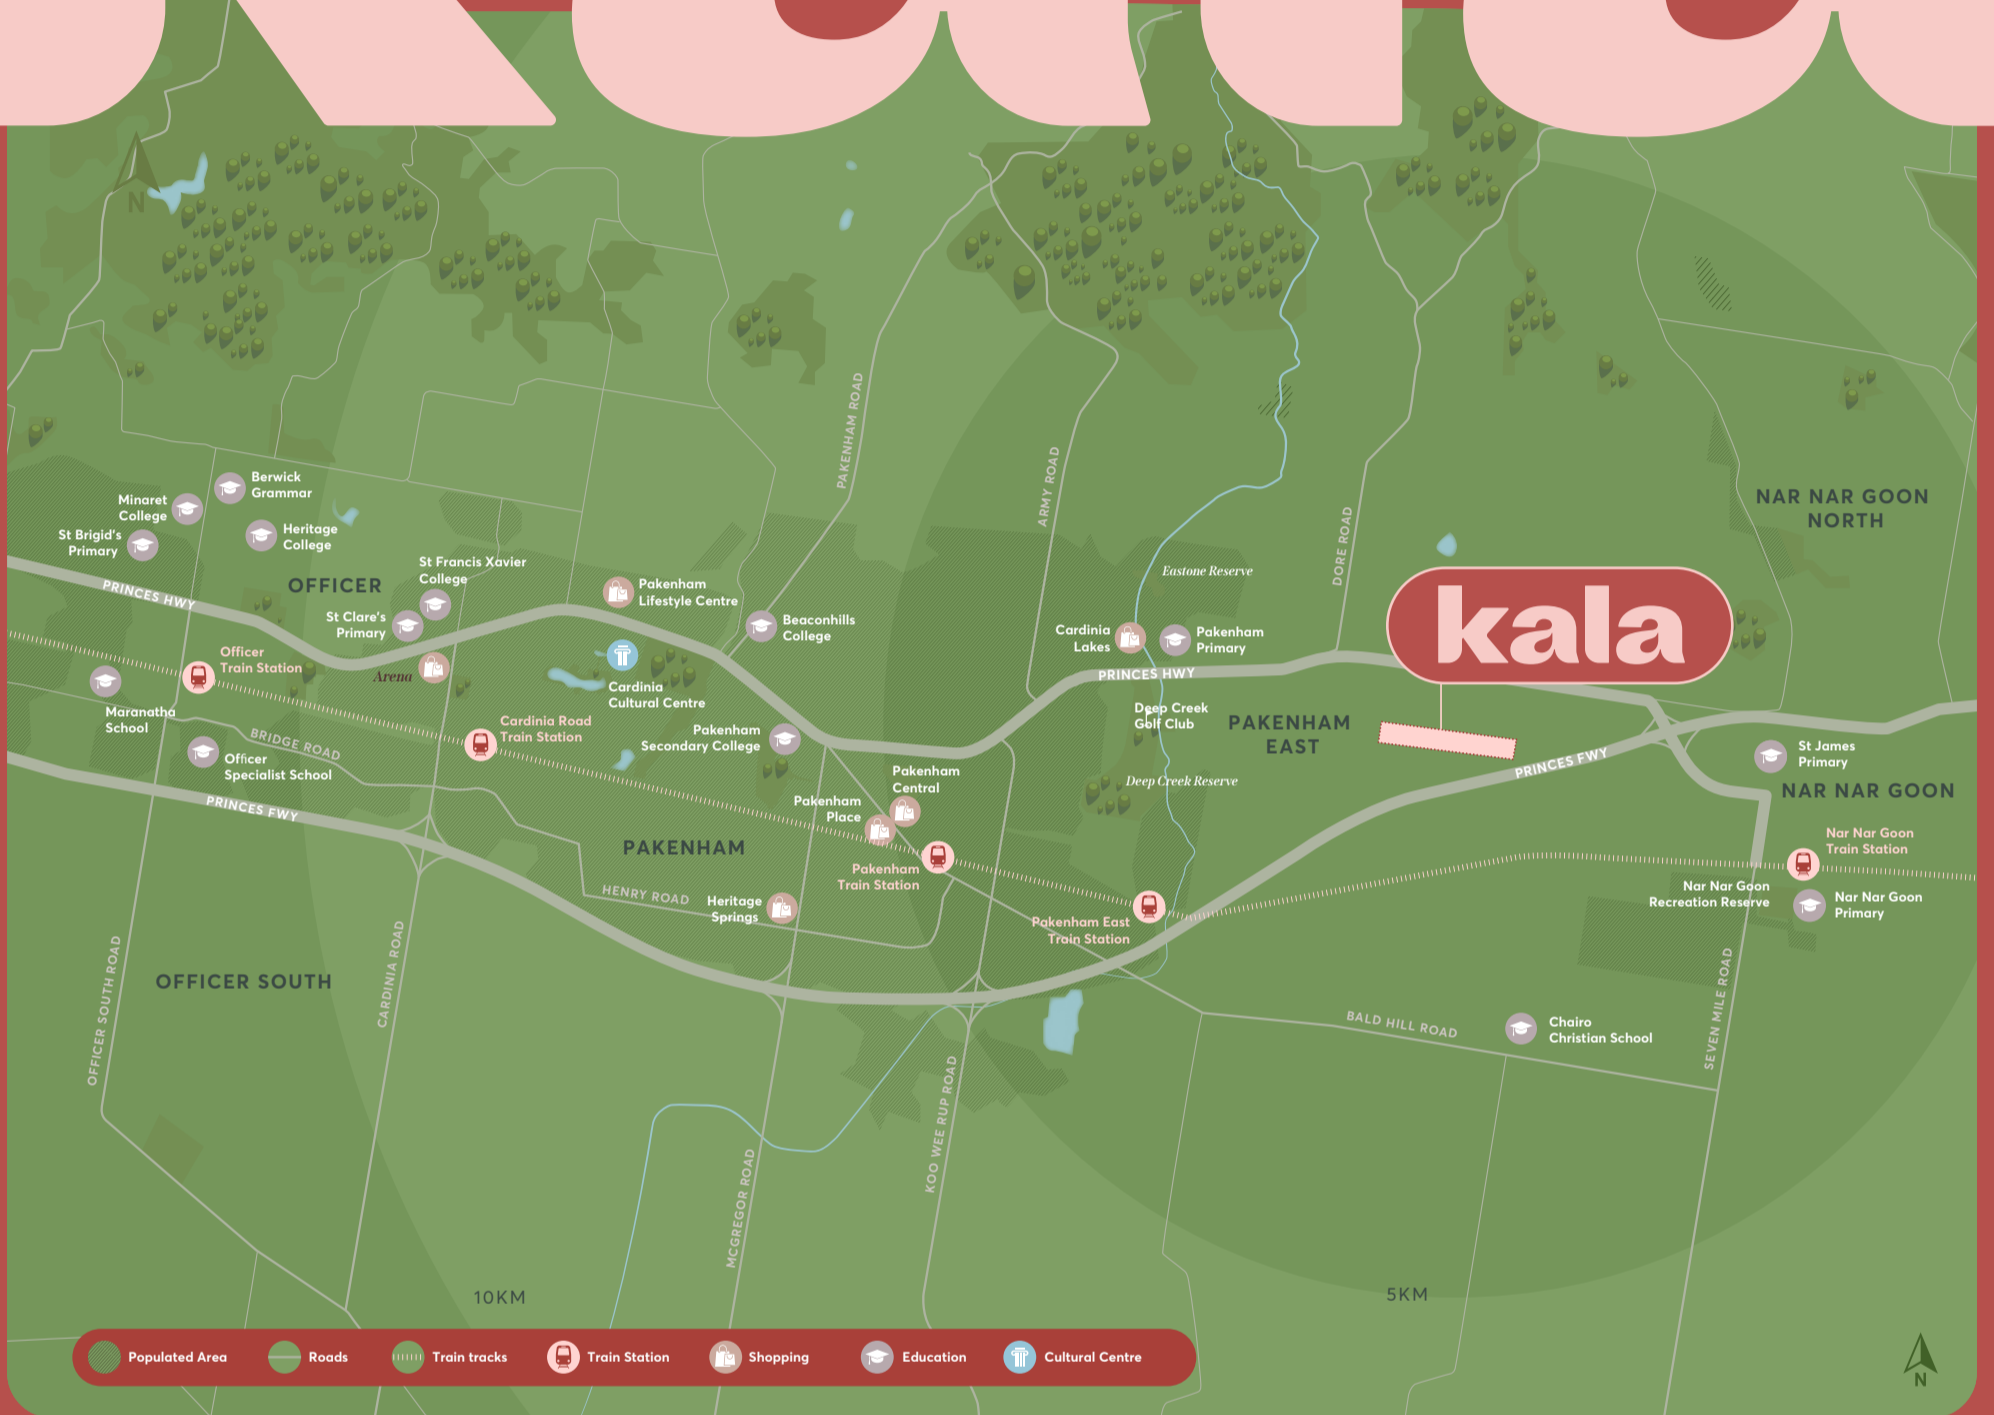 N
PAKENHAM ROAD
ARMY ROAD
DORE ROAD
NAR NAR GOON
NORTH
Berwick
Grammar
Minaret
College
St Brigid's
Primary
Heritage
College
OFFICER
St Francis Xavier
College
St Clare's
Primary
PRINCES HWY
Pakenham
Lifestyle Centre
Beaconhills
College
Eastone Reserve
Cardinia
Lakes
Pakenham
Primary
kala
PRINCES HWY
Officer
Train Station
Arena
Cardinia
Cultural Centre
Maranatha
School
BRIDGE ROAD
Officer
Specialist School
Cardinia Road
Train Station
Pakenham
Secondary College
Deep Creek
Golf Club
PAKENHAM
EAST
PRINCES FWY
St James
Primary
NAR NAR GOON
Deep Creek Reserve
Pakenham
Central
Pakenham
Place
PRINCES FWY
PAKENHAM
Pakenham
Train Station
Nar Nar Goon
Train Station
HENRY ROAD
Heritage
Springs
Pakenham East
Train Station
Nar Nar Goon
Recreation Reserve
Nar Nar Goon
Primary
OFFICER SOUTH
OFFICER SOUTH ROAD
CARDINIA ROAD
BALD HILL ROAD
Chairo
Christian School
SEVEN MILE ROAD
KOO WEE RUP ROAD
MCGREGOR ROAD
10KM
5KM
Populated Area
Roads
Train tracks
Train Station
Shopping
Education
Cultural Centre
N